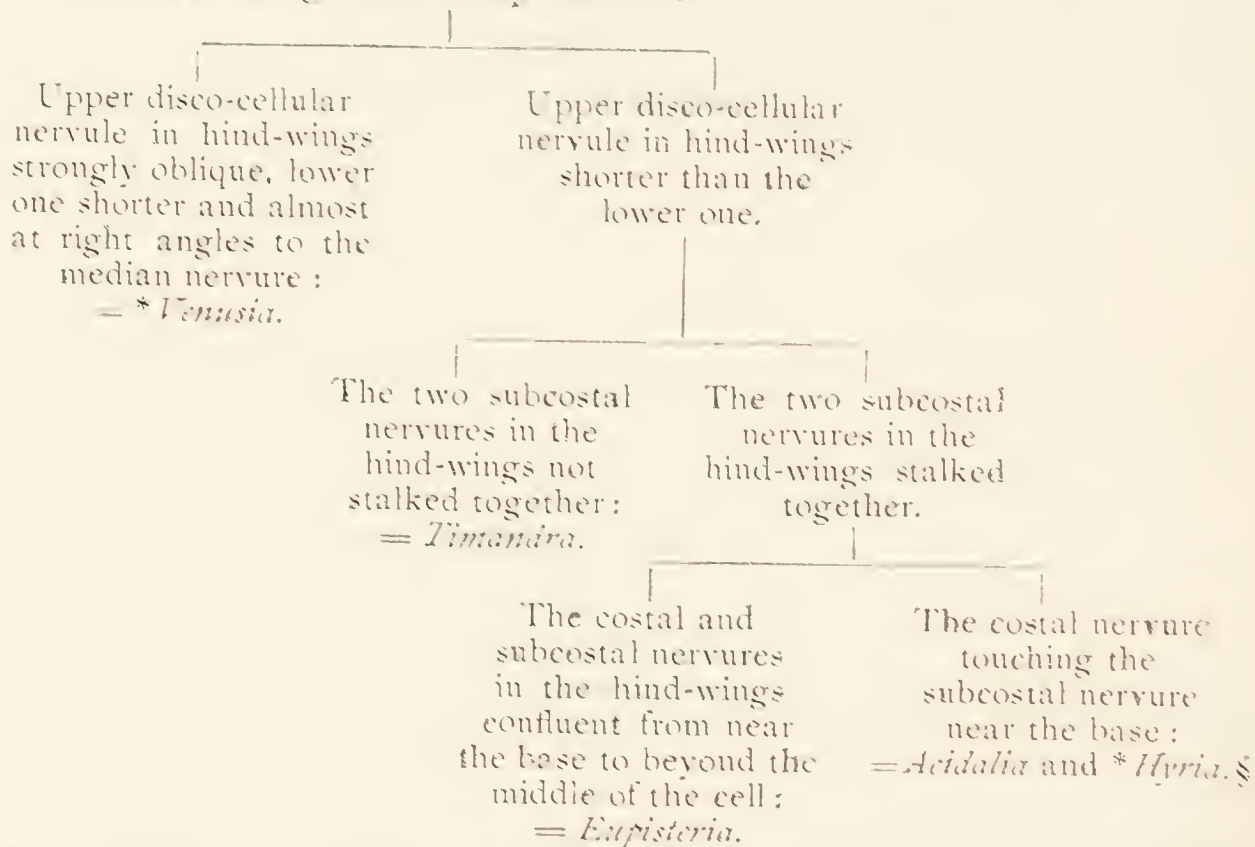 Upper disco-cellular
nervule in hind-wings
strongly oblique, lower
one shorter and almost
at right angles to the
median nervure :
= * Venusia.
Upper disco-cellular
nervule in hind-wings
shorter than the
lower one.
The two subcostal
nervures in the
hind-wings not
stalked together :
= Timandra.
The two subcostal
nervures in the
hind-wings stalked
together.
The costal and
subcostal nervures
in the hind-wings
confluent from near
the base to beyond the
middle of the cell :
= Eupisteria.
The costal nervure
touching the
subcostal nervure
near the base :
= Acidalia and * Hyria. §